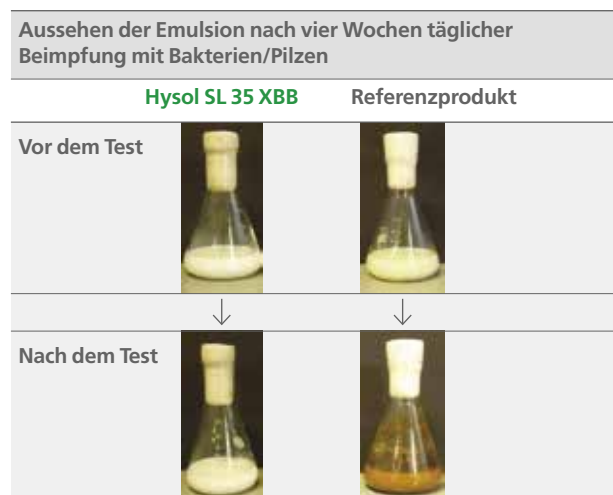 Aussehen der Emulsion nach vier Wochen täglicher
Beimpfung mit Bakterien/Pilzen
Hysol SL 35 XBB Referenzprodukt
Vor dem Test
Nach dem Test